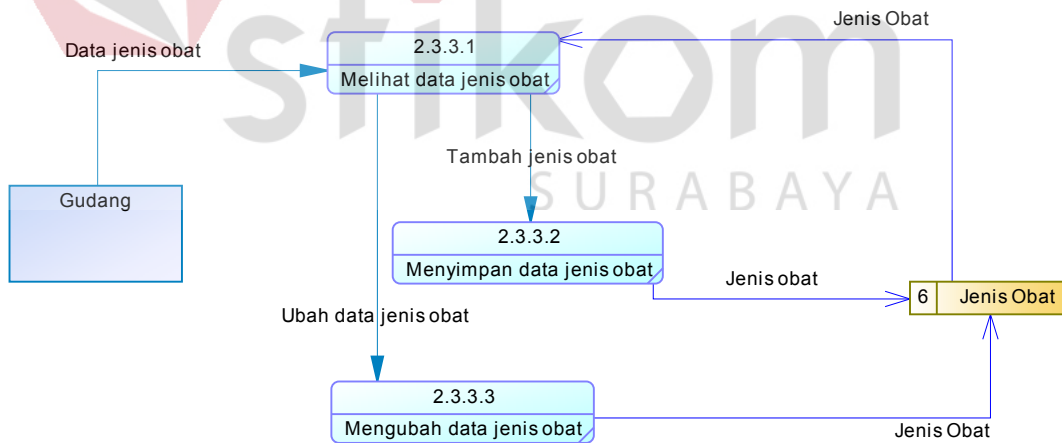 Jenis Obat
Data jenis obat
2.3.3.1
Melihat data jenis obat
stikom
SURABAYA
Tambah jenis obat
Gudang
2.3.3.2
Menyimpan data jenis obat
Jenis obat
6 Jenis Obat
Ubah data jenis obat
2.3.3.3
Mengubah data jenis obat
Jenis Obat